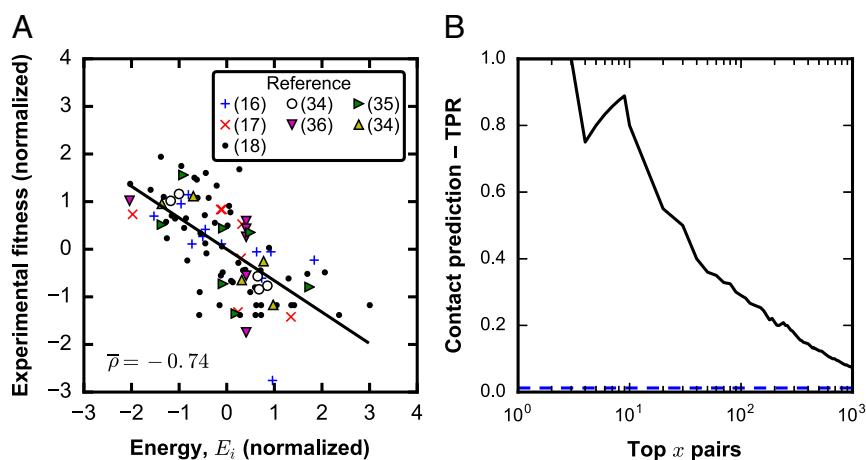 A
Experimental fitness (normalized)
4
3
2
1
0
−1
−2
−3
−3 −2 −1 0 1 2 3 4
Energy, E_i (normalized)
Reference
(16) (34) (35)
(17) (36) (34)
(18)
ρ̅ = −0.74
B
Contact prediction – TPR
1.0
0.8
0.6
0.4
0.2
0.0
10⁰ 10¹ 10² 10³
Top x pairs